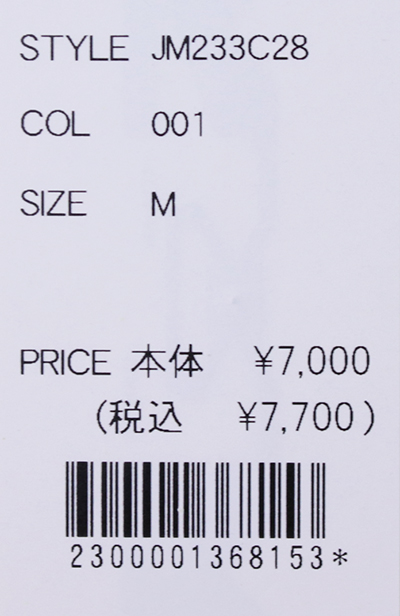 STYLE JM233C28
COL 001
SIZE M
PRICE 本体 ¥7,000
(税込 ¥7,700)
2300001368153*